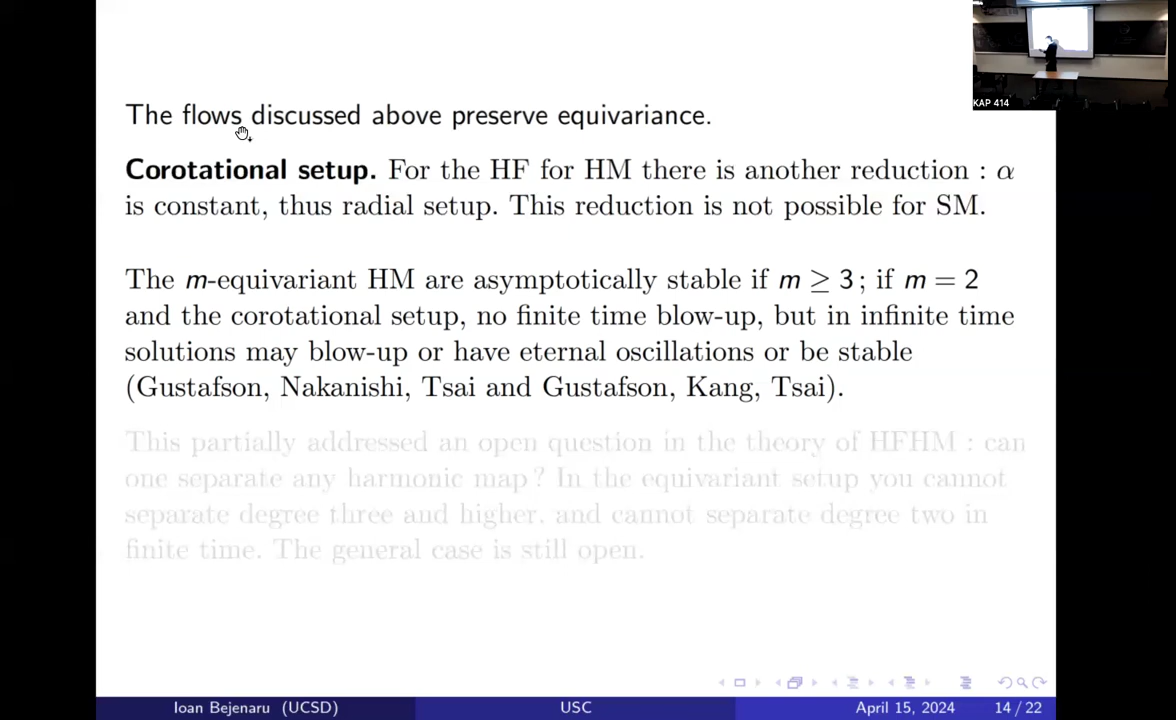 KAP 414
The flows discussed above preserve equivariance.
Corotational setup. For the HF for HM there is another reduction : α
is constant, thus radial setup. This reduction is not possible for SM.
The m-equivariant HM are asymptotically stable if m ≥ 3 ; if m = 2
and the corotational setup, no finite time blow-up, but in infinite time
solutions may blow-up or have eternal oscillations or be stable
(Gustafson, Nakanishi, Tsai and Gustafson, Kang, Tsai).
This partially addressed an open question in the theory of HFHM : can
one separate any harmonic map ? In the equivariant setup you cannot
separate degree three and higher, and cannot separate degree two in
finite time. The general case is still open.
Ioan Bejenaru (UCSD) USC April 15, 2024 14 / 22